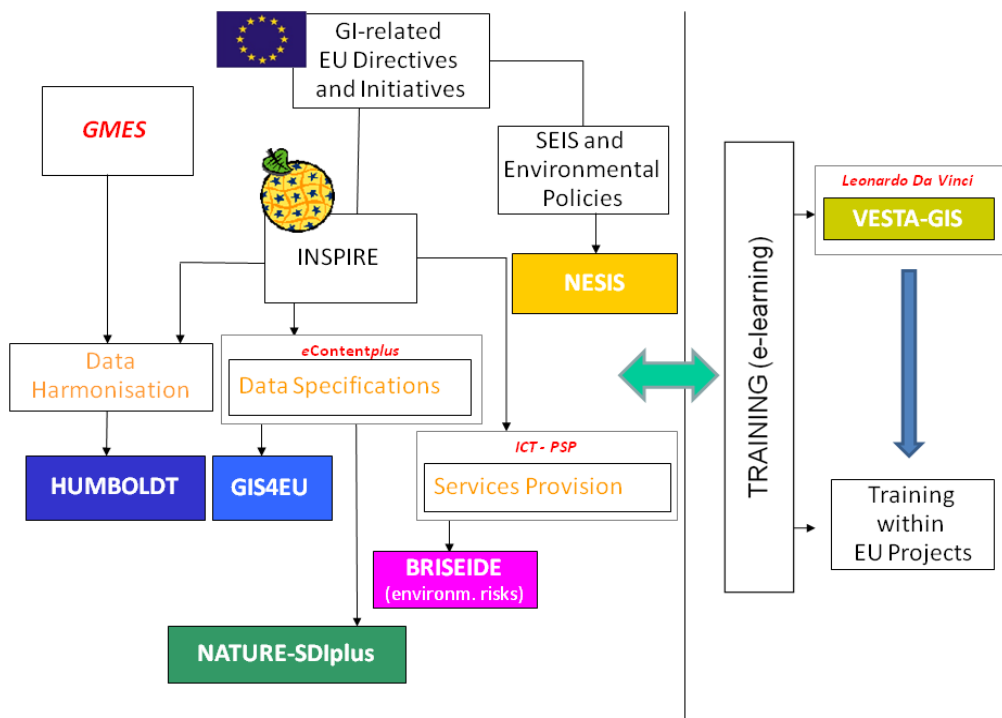 GI-related
EU Directives
and Initiatives
GMES
SEIS and
Environmental
Policies
INSPIRE
NESIS
Data
Harmonisation
eContentplus
Data Specifications
HUMBOLDT
GIS4EU
ICT - PSP
Services Provision
BRISEIDE
(environm. risks)
NATURE-SDIplus
TRAINING (e-learning)
Leonardo Da Vinci
VESTA-GIS
Training
within
EU Projects